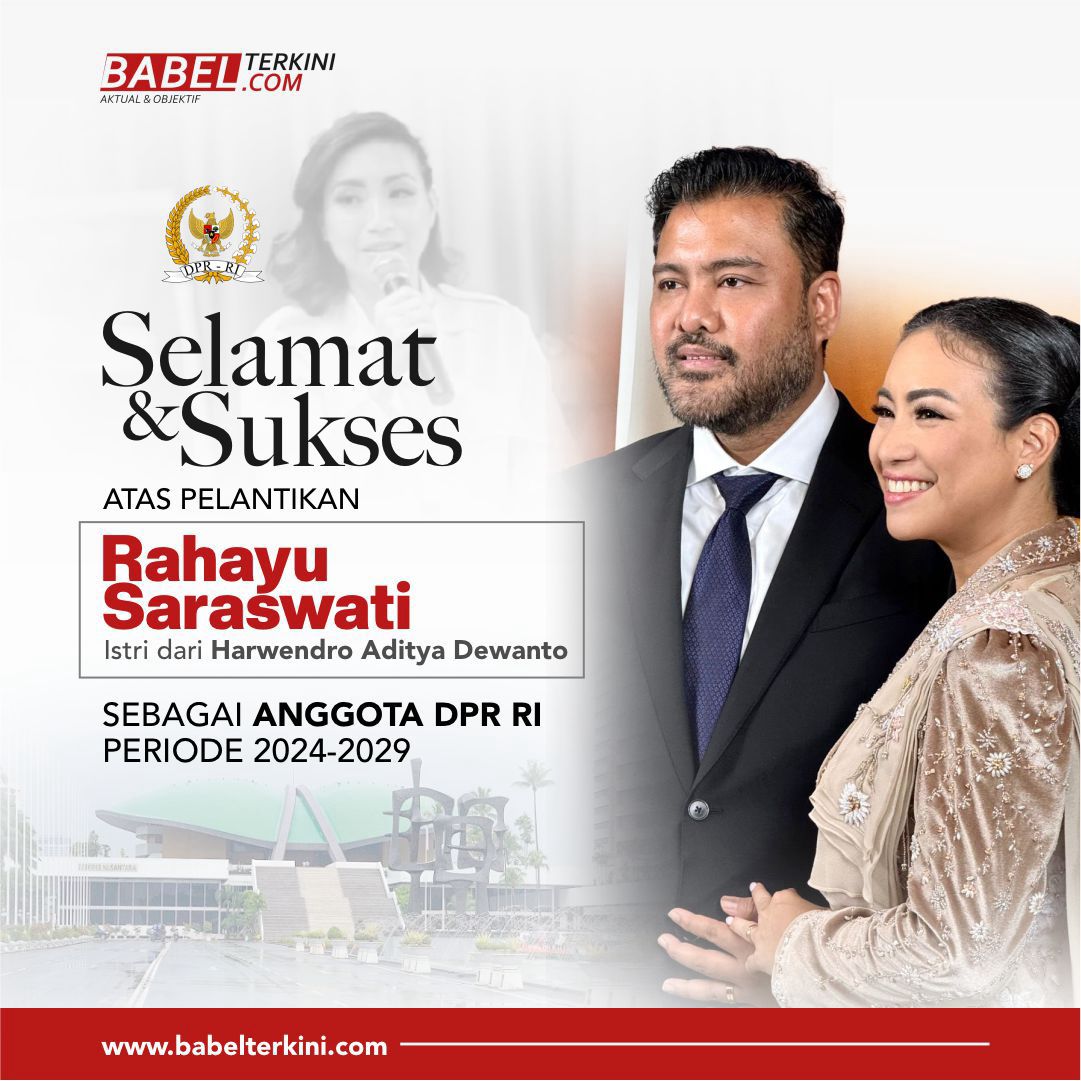 BABEL TERKINI
.COM
AKTUAL & OBJEKTIF
DPR - RI
Selamat
& Sukses
ATAS PELANTIKAN
Rahayu
Saraswati
Istri dari Harwendro Aditya Dewanto
SEBAGAI ANGGOTA DPR RI
PERIODE 2024-2029
www.babelterkini.com